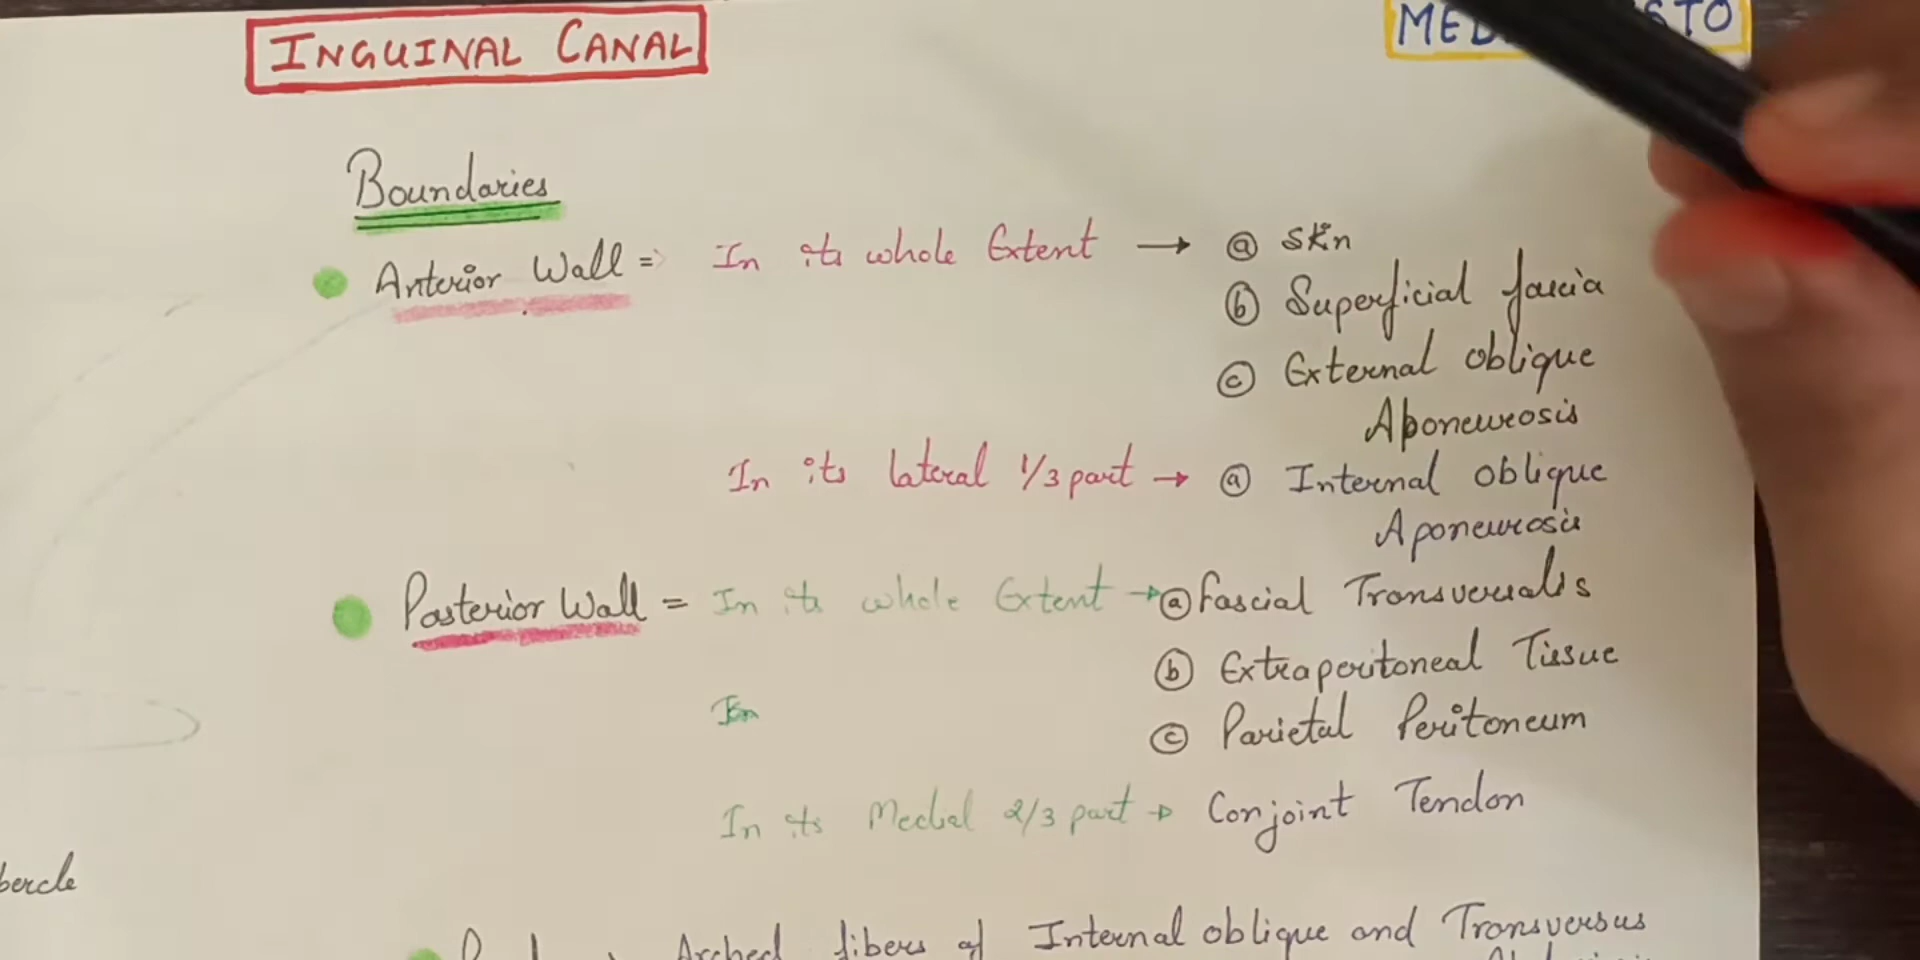 INGUINAL CANAL
Boundaries
Anterior Wall => In its whole Extent → ⓐ Skin
ⓑ Superficial fascia
ⓒ External oblique
Aponeurosis
In its lateral 1/3 part → ⓐ Internal oblique
Aponeurosis
Posterior Wall = In its whole Extent → ⓐ Fascial Transversalis
ⓑ Extraperitoneal Tissue
ⓒ Parietal Peritoneum
In
In its Medial 2/3 part → Conjoint Tendon
bercle
Arched fibers of Internal oblique and Transversus